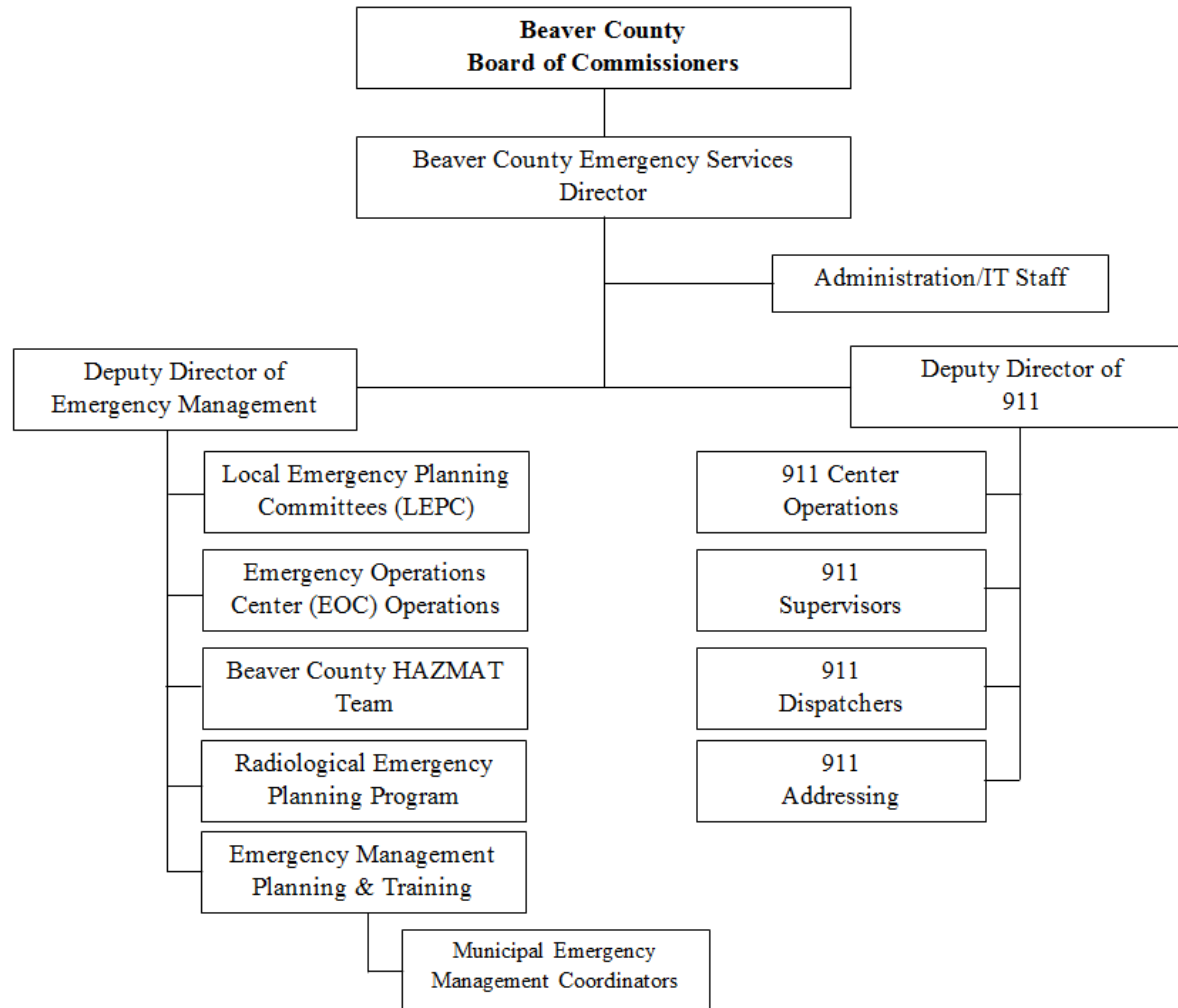 Beaver County
Board of Commissioners
Beaver County Emergency Services
Director
Administration/IT Staff
Deputy Director of
Emergency Management
Deputy Director of
911
Local Emergency Planning
Committees (LEPC)
Emergency Operations
Center (EOC) Operations
Beaver County HAZMAT
Team
Radiological Emergency
Planning Program
Emergency Management
Planning & Training
Municipal Emergency
Management Coordinators
911 Center
Operations
911
Supervisors
911
Dispatchers
911
Addressing